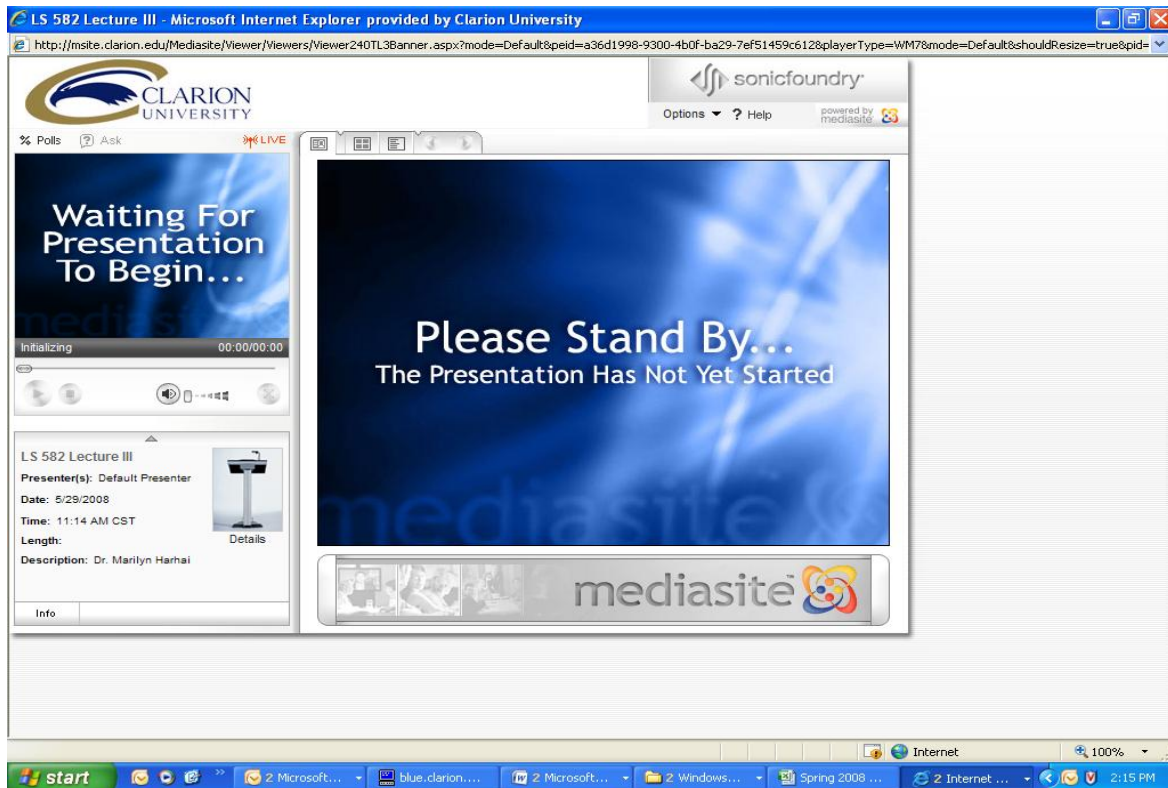 LS 582 Lecture III - Microsoft Internet Explorer provided by Clarion University
http://msite.clarion.edu/Mediasite/Viewer/Viewers/Viewer240TL3Banner.aspx?mode=Default&peid=a36d1998-9300-4b0f-ba29-7ef51459c612&playerType=WM7&mode=Default&shouldResize=true&pid=
CLARION
UNIVERSITY
sonicfoundry
Options ? Help
powered by
mediasite
% Polls ? Ask
LIVE
Waiting For
Presentation
To Begin...
mediasite
Initializing 00:00/00:00
Please Stand By...
The Presentation Has Not Yet Started
mediasite
LS 582 Lecture III
Presenter(s): Default Presenter
Date: 5/29/2008
Time: 11:14 AM CST
Length:
Description: Dr. Marilyn Harhai
Details
Info
mediasite™
Internet
100%
start
2 Microsoft...
blue.clarion....
2 Microsoft...
2 Windows...
Spring 2008 ...
2 Internet ...
2:15 PM